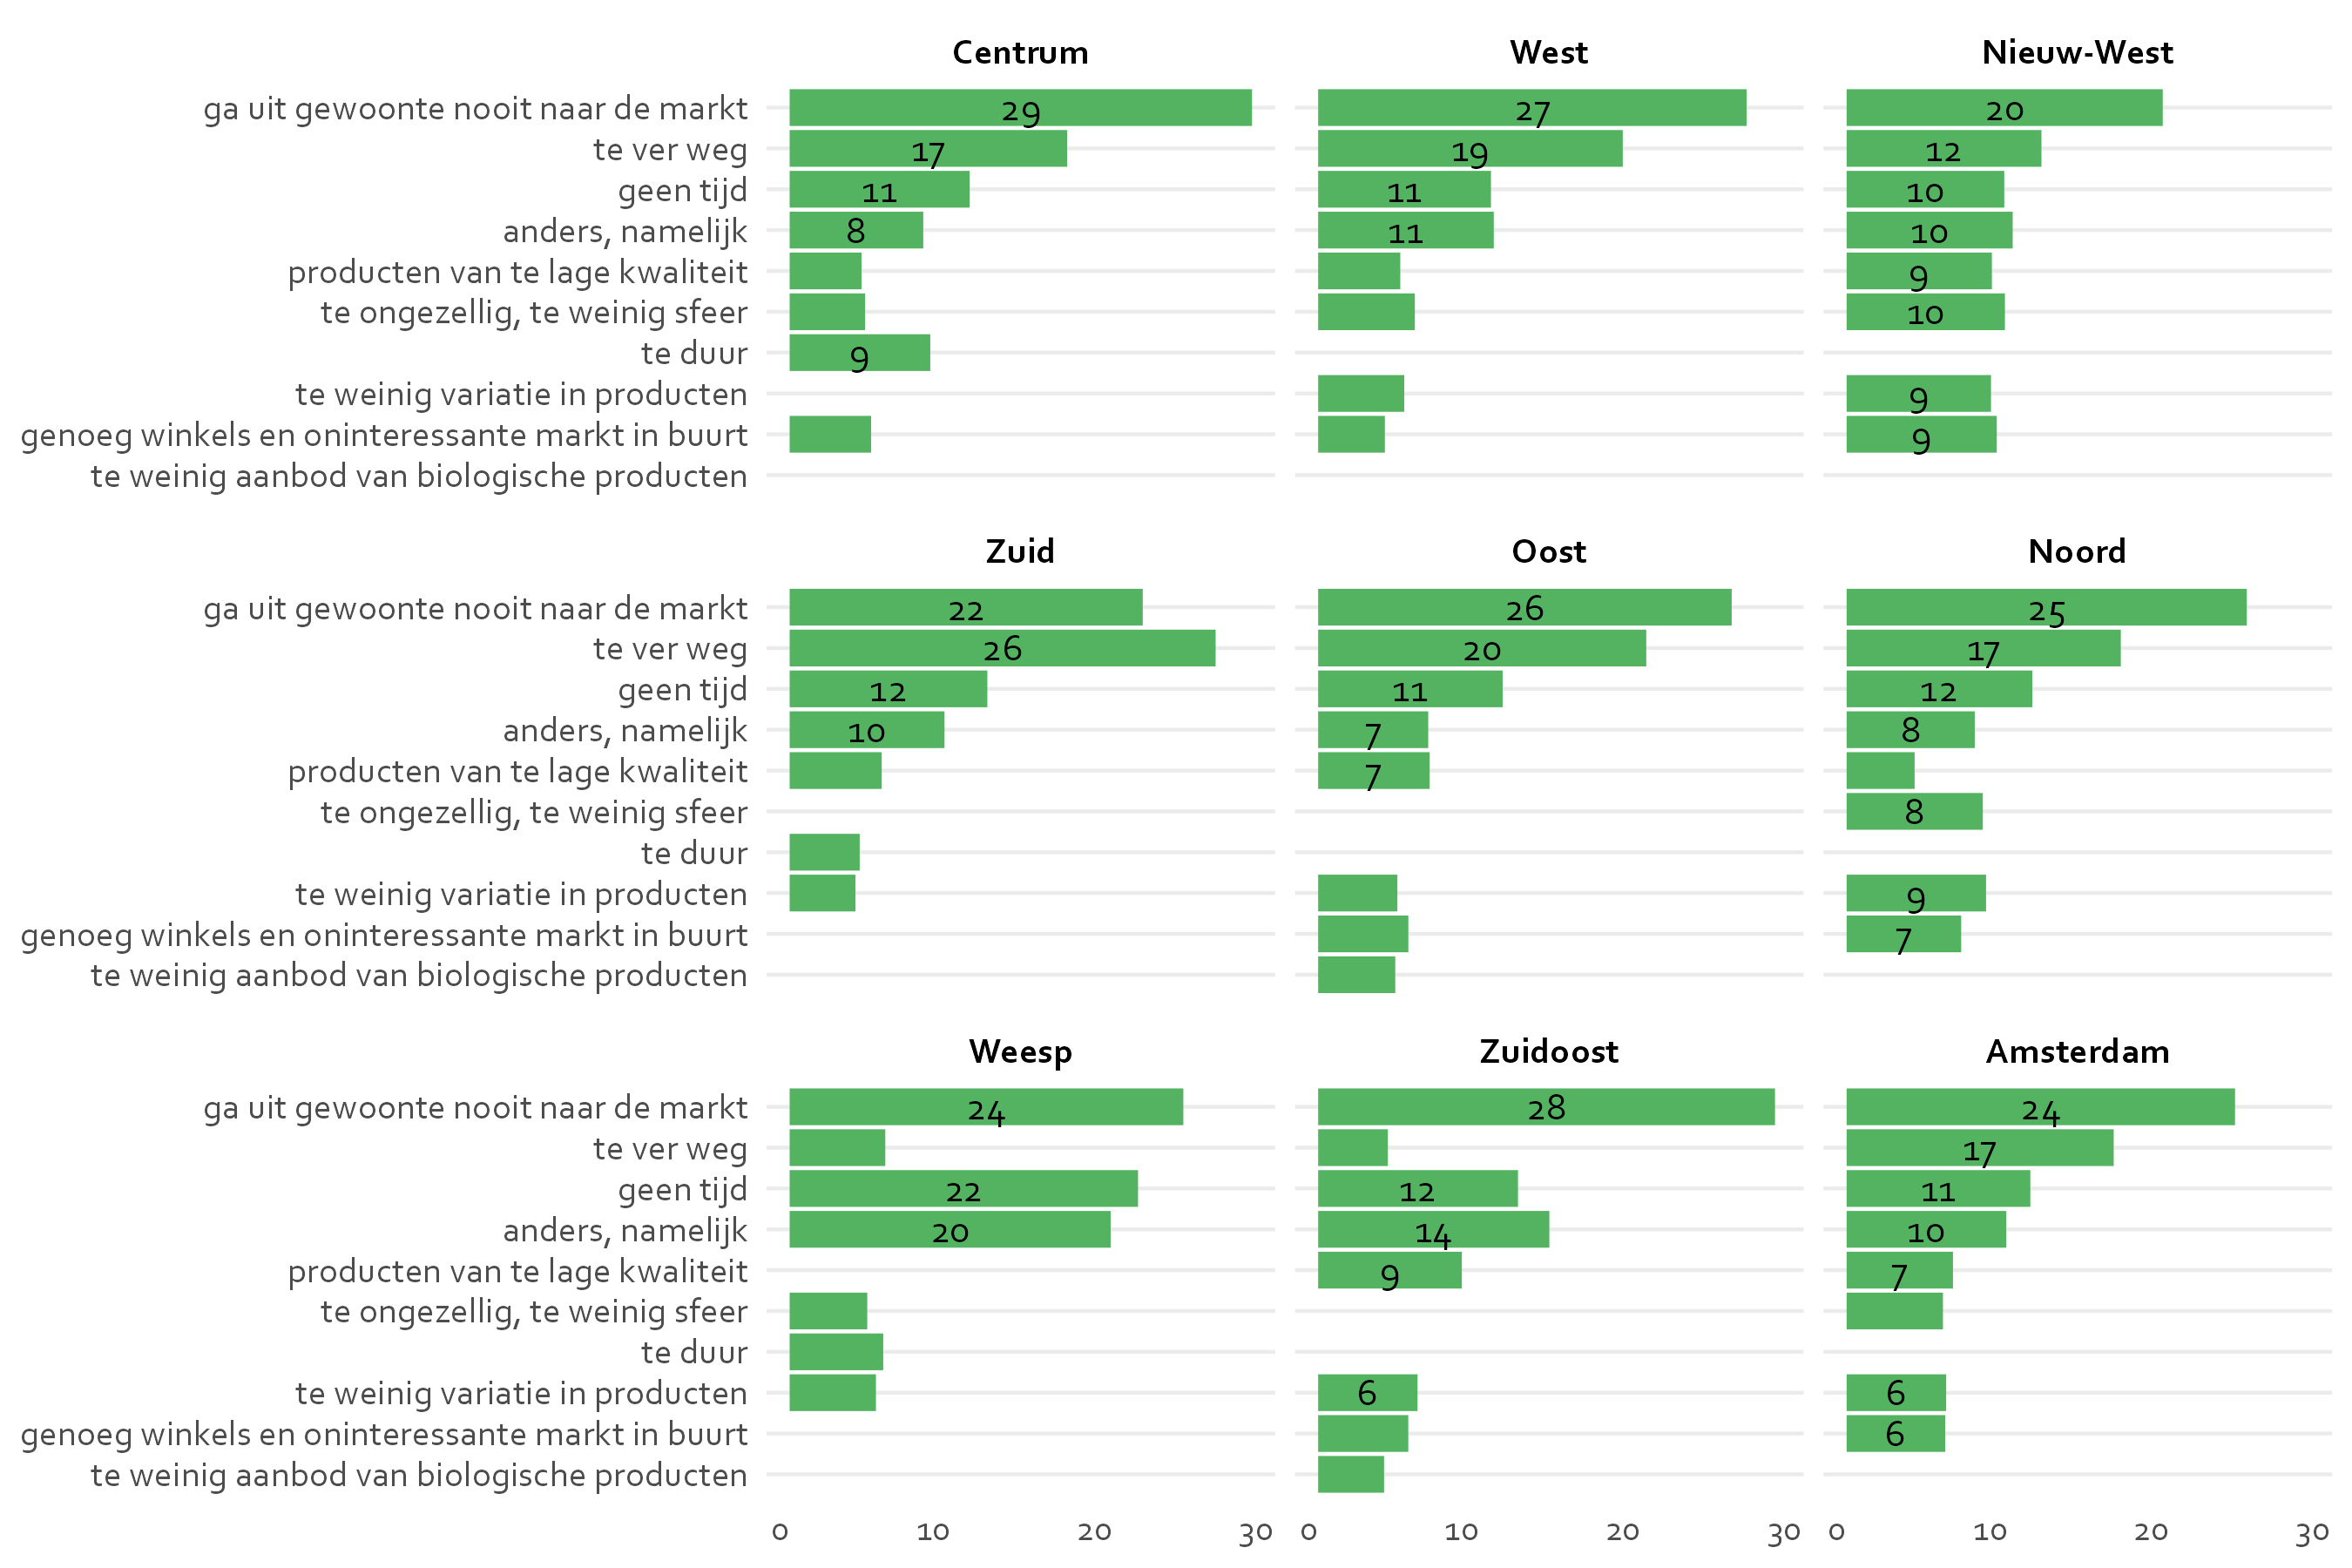 Centrum West Nieuw-West
ga uit gewoonte nooit naar de markt 29 27 20
te ver weg 17 19 12
geen tijd 11 11 10
anders, namelijk 8 11 10
producten van te lage kwaliteit 9
te ongezellig, te weinig sfeer 10
te duur 9
te weinig variatie in producten 9
genoeg winkels en oninteressante markt in buurt 9
te weinig aanbod van biologische producten
Zuid Oost Noord
ga uit gewoonte nooit naar de markt 22 26 25
te ver weg 26 20 17
geen tijd 12 11 12
anders, namelijk 10 7 8
producten van te lage kwaliteit 7
te ongezellig, te weinig sfeer 8
te duur
te weinig variatie in producten 9
genoeg winkels en oninteressante markt in buurt 7
te weinig aanbod van biologische producten
Weesp Zuidoost Amsterdam
ga uit gewoonte nooit naar de markt 24 28 24
te ver weg 17
geen tijd 22 12 11
anders, namelijk 20 14 10
producten van te lage kwaliteit 9 7
te ongezellig, te weinig sfeer
te duur
te weinig variatie in producten 6 6
genoeg winkels en oninteressante markt in buurt 6
te weinig aanbod van biologische producten
0 10 20 30 0 10 20 30 0 10 20 30